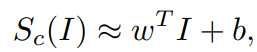 S_c(I) ≈ w^T I + b,